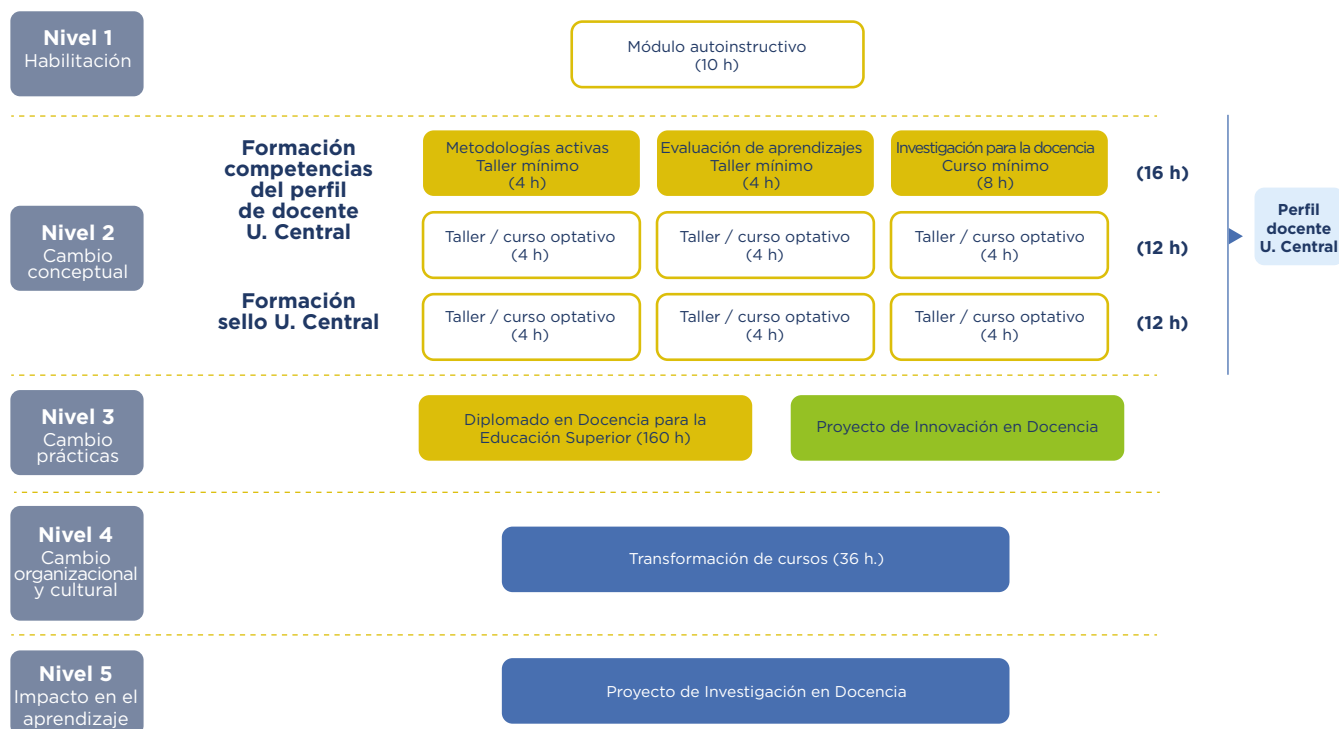 Nivel 1
Habilitación
Módulo autoinstructivo
(10 h)
Nivel 2
Cambio
conceptual
Formación
competencias
del perfil
de docente
U. Central
Metodologías activas
Taller mínimo
(4 h)
Evaluación de aprendizajes
Taller mínimo
(4 h)
Investigación para la docencia
Curso mínimo
(8 h)
(16 h)
Taller / curso optativo
(4 h)
Taller / curso optativo
(4 h)
Taller / curso optativo
(4 h)
(12 h)
Formación
sello U. Central
Taller / curso optativo
(4 h)
Taller / curso optativo
(4 h)
Taller / curso optativo
(4 h)
(12 h)
Perfil
docente
U. Central
Nivel 3
Cambio
prácticas
Diplomado en Docencia para la
Educación Superior (160 h)
Proyecto de Innovación en Docencia
Nivel 4
Cambio
organizacional
y cultural
Transformación de cursos (36 h.)
Nivel 5
Impacto en el
aprendizaje
Proyecto de Investigación en Docencia